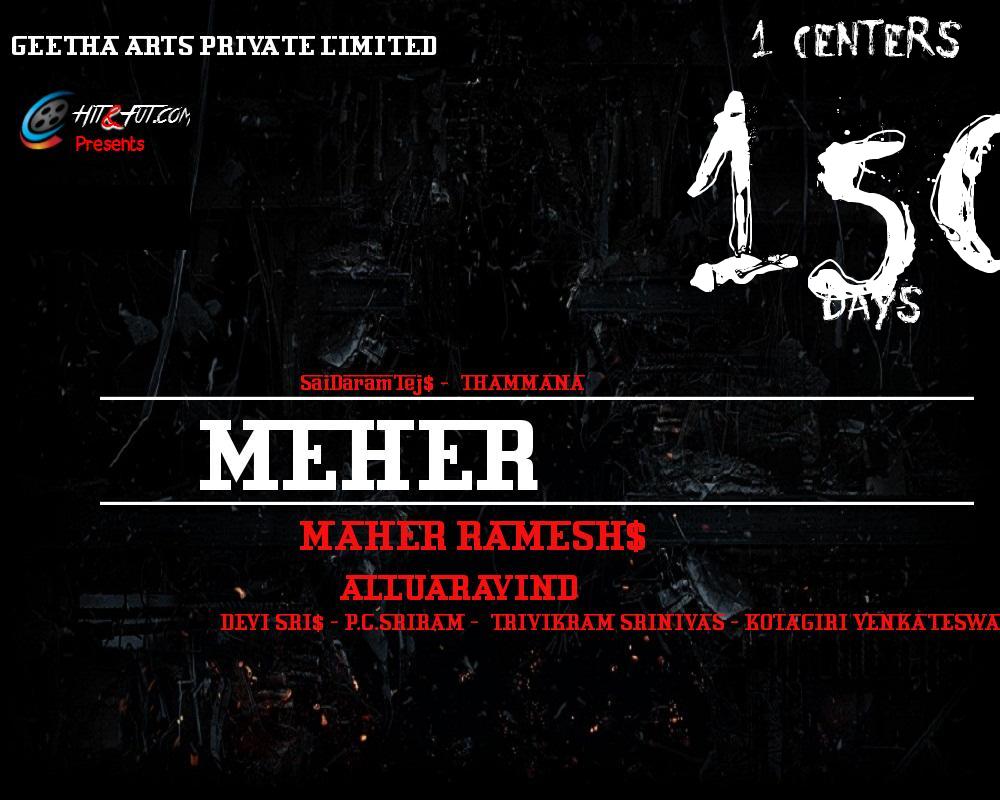 GEETHA ARTS PRIVATE LIMITED
1 CENTERS
HIT&FUT.COM
Presents
150
DAYS
SaiDaramTej$ - THAMMANA
MEHER
MAHER RAMESH$
ALLUARAVIND
DEVI SRI$ - P.C.SRIRAM - TRIVIKRAM SRINIVAS - KOTAGIRI VENKATESWA